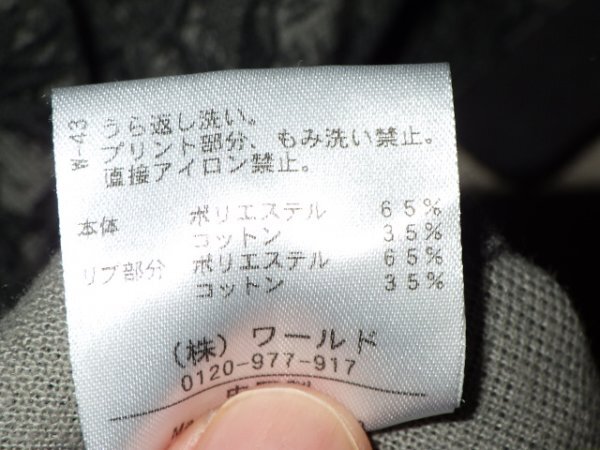 W-43
うら返し洗い。
プリント部分、もみ洗い禁止。
直接アイロン禁止。
本体 ポリエステル 65%
コットン 35%
リブ部分 ポリエステル 65%
コットン 35%
(株) ワールド
0120-977-917